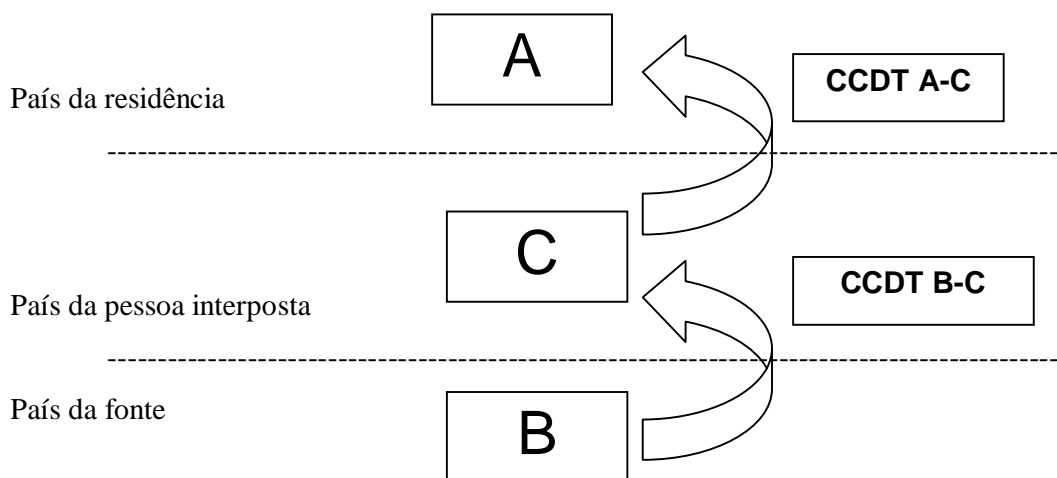 A
CCDT A-C
País da residência
C
CCDT B-C
País da pessoa interposta
País da fonte
B